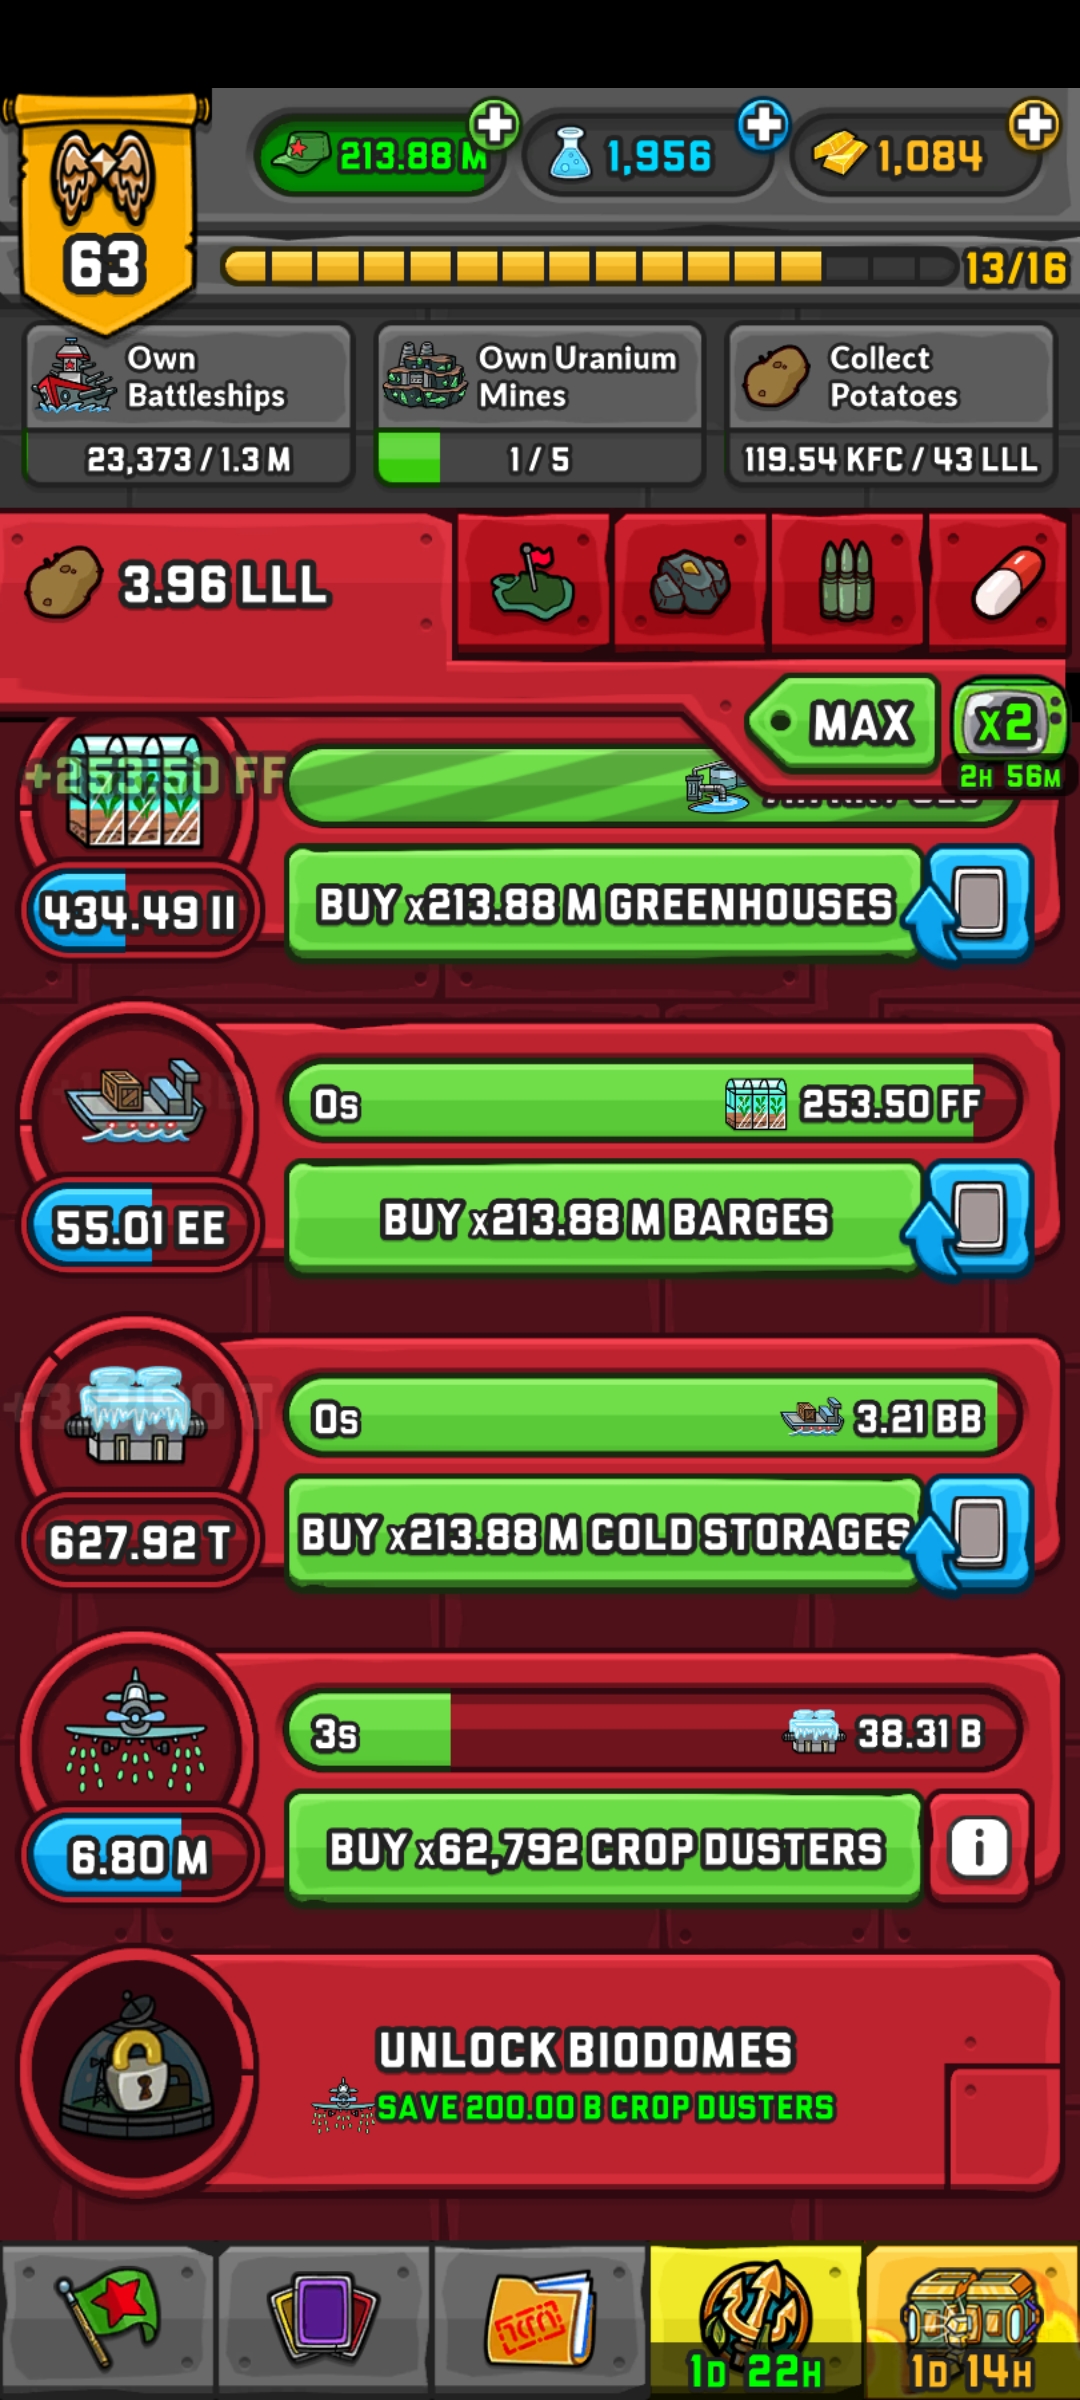 213.88 M
1,956
1,084
63
13/16
Own
Battleships
23,373 / 1.3 M
Own Uranium
Mines
1 / 5
Collect
Potatoes
119.54 KFC / 43 LLL
3.96 LLL
MAX
x2
2H 56M
+253.50 FF
434.49 II
BUY x213.88 M GREENHOUSES
0s
253.50 FF
55.01 EE
BUY x213.88 M BARGES
0s
3.21 BB
627.92 T
BUY x213.88 M COLD STORAGES
3s
38.31 B
6.80 M
BUY x62,792 CROP DUSTERS
UNLOCK BIODOMES
SAVE 200.00 B CROP DUSTERS
1D 22H
1D 14H